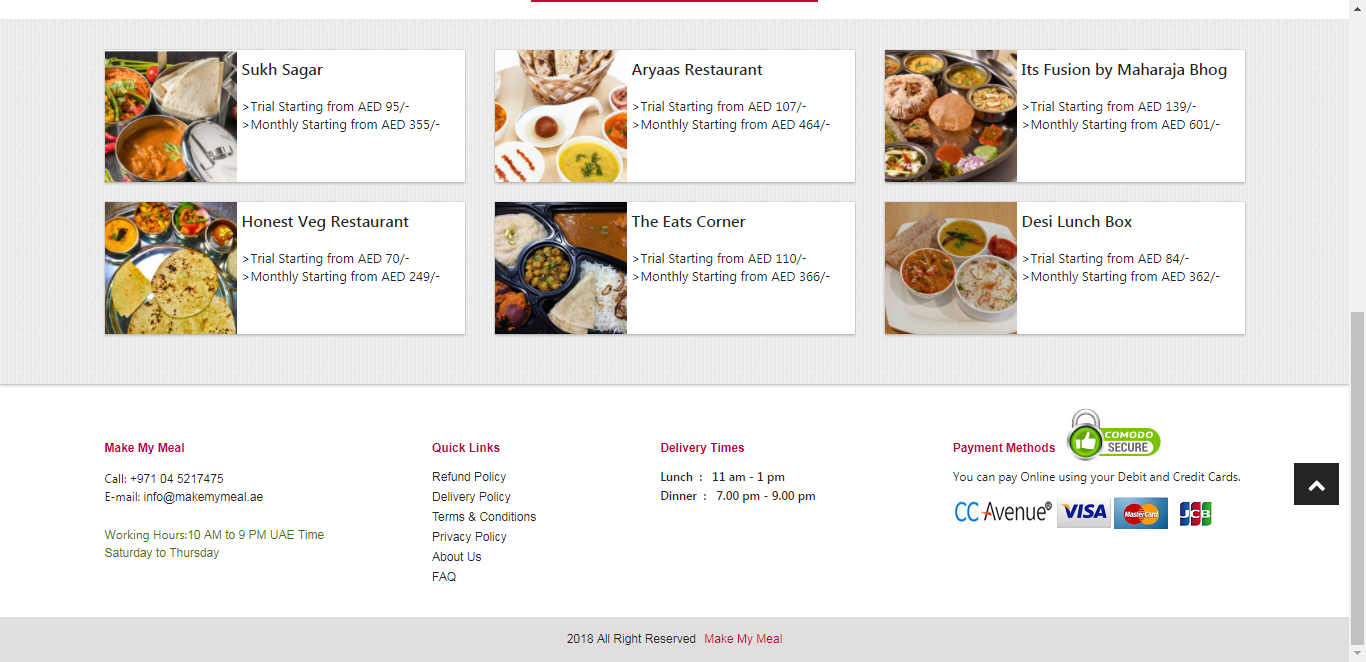 Sukh Sagar
>Trial Starting from AED 95/-
>Monthly Starting from AED 355/-
Aryaas Restaurant
>Trial Starting from AED 107/-
>Monthly Starting from AED 464/-
Its Fusion by Maharaja Bhog
>Trial Starting from AED 139/-
>Monthly Starting from AED 601/-
Honest Veg Restaurant
>Trial Starting from AED 70/-
>Monthly Starting from AED 249/-
The Eats Corner
>Trial Starting from AED 110/-
>Monthly Starting from AED 366/-
Desi Lunch Box
>Trial Starting from AED 84/-
>Monthly Starting from AED 362/-
Make My Meal
Call: +971 04 5217475
E-mail: info@makemymeal.ae
Working Hours:10 AM to 9 PM UAE Time
Saturday to Thursday
Quick Links
Refund Policy
Delivery Policy
Terms & Conditions
Privacy Policy
About Us
FAQ
Delivery Times
Lunch : 11 am - 1 pm
Dinner : 7.00 pm - 9.00 pm
Payment Methods
COMODO
SECURE
You can pay Online using your Debit and Credit Cards.
CCAvenue® VISA MasterCard JCB
2018 All Right Reserved Make My Meal